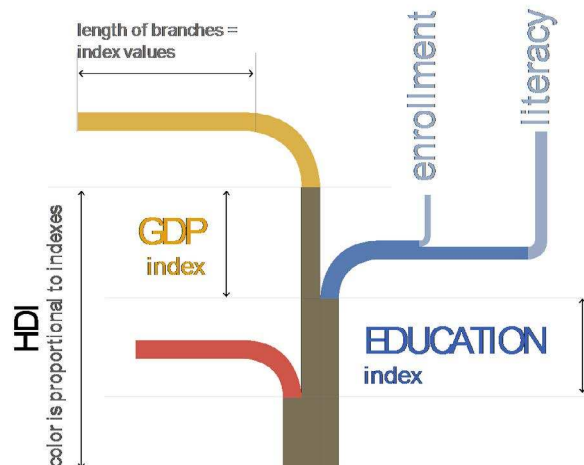 length of branches =
index values
enrollment
literacy
GDP
index
HDI
color is proportional to indexes
EDUCATION
index